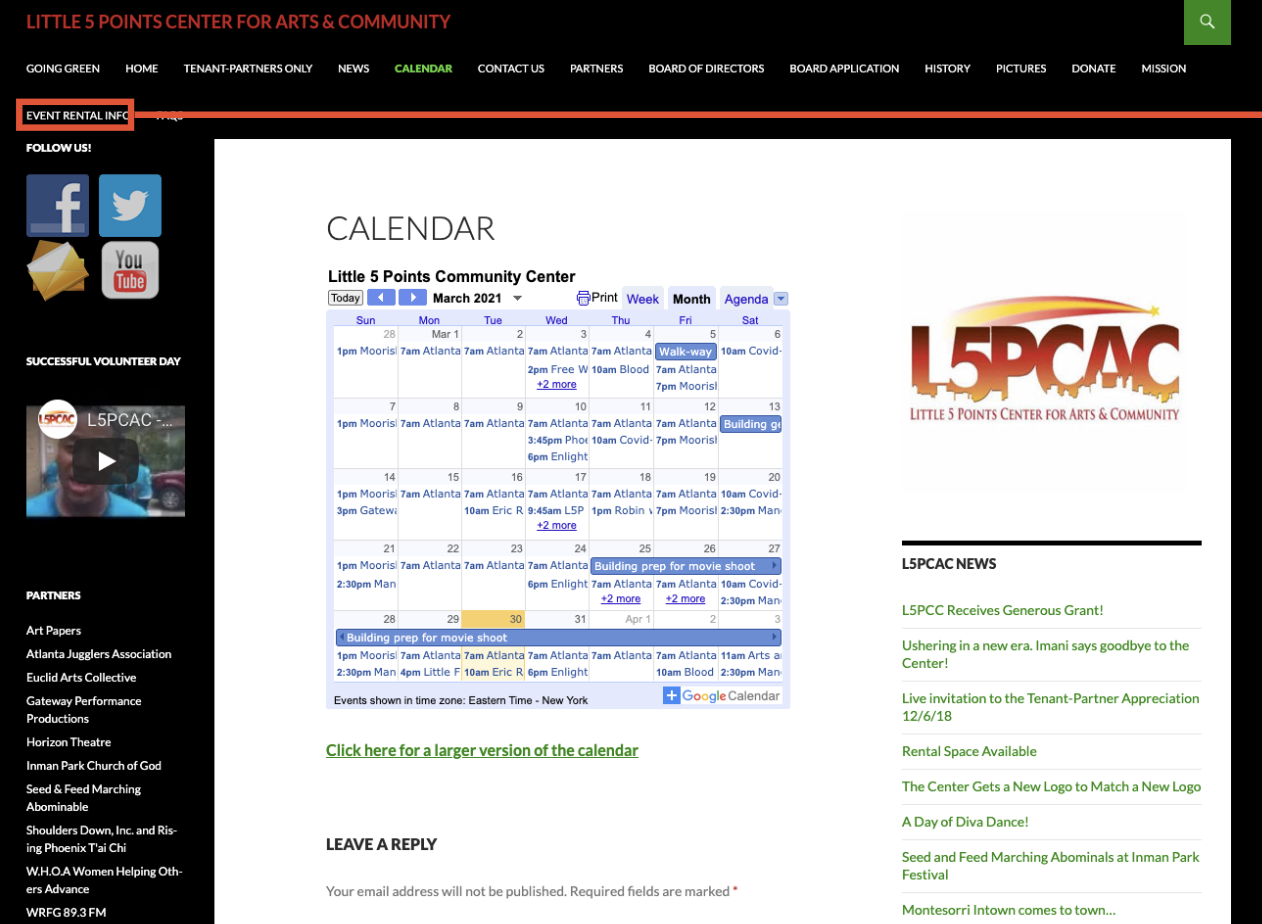 LITTLE 5 POINTS CENTER FOR ARTS & COMMUNITY
GOING GREEN HOME TENANT-PARTNERS ONLY NEWS CALENDAR CONTACT US PARTNERS BOARD OF DIRECTORS BOARD APPLICATION HISTORY PICTURES DONATE MISSION
EVENT RENTAL INFO FAQS
FOLLOW US!
You
Tube
SUCCESSFUL VOLUNTEER DAY
L5PCAC
L5PCAC -...
PARTNERS
Art Papers
Atlanta Jugglers Association
Euclid Arts Collective
Gateway Performance
Productions
Horizon Theatre
Inman Park Church of God
Seed & Feed Marching
Abominable
Shoulders Down, Inc. and Ris-
ing Phoenix T'ai Chi
W.H.O.A Women Helping Oth-
ers Advance
WRFG 89.3 FM
CALENDAR
Little 5 Points Community Center
Today March 2021 Print Week Month Agenda
Sun Mon Tue Wed Thu Fri Sat
28 Mar 1 2 3 4 5 6
1pm Mooris 7am Atlanta 7am Atlanta 7am Atlanta 7am Atlanta Walk-way 10am Covid-
2pm Free W 10am Blood 7am Atlanta
+2 more 7pm Mooris
7 8 9 10 11 12 13
1pm Mooris 7am Atlanta 7am Atlanta 7am Atlanta 7am Atlanta 7am Atlanta Building ge
3:45pm Phoe 10am Covid- 7pm Mooris
6pm Enlight
14 15 16 17 18 19 20
1pm Mooris 7am Atlanta 7am Atlanta 7am Atlanta 7am Atlanta 7am Atlanta 10am Covid-
3pm Gatewa 10am Eric R 9:45am L5P 1pm Robin w 7pm Mooris 2:30pm Man
+2 more
21 22 23 24 25 26 27
1pm Mooris 7am Atlanta 7am Atlanta 7am Atlanta Building prep for movie shoot
2:30pm Man 6pm Enlight 7am Atlanta 7am Atlanta 10am Covid-
+2 more +2 more 2:30pm Man
28 29 30 31 Apr 1 2 3
Building prep for movie shoot
1pm Mooris 7am Atlanta 7am Atlanta 7am Atlanta 7am Atlanta 7am Atlanta 11am Arts a
2:30pm Man 4pm Little F 10am Eric R 6pm Enlight 10am Blood 2:30pm Man
Events shown in time zone: Eastern Time - New York
Google Calendar
Click here for a larger version of the calendar
LEAVE A REPLY
Your email address will not be published. Required fields are marked *
L5PCAC
LITTLE 5 POINTS CENTER FOR ARTS & COMMUNITY
L5PCAC NEWS
L5PCC Receives Generous Grant!
Ushering in a new era. Imani says goodbye to the
Center!
Live invitation to the Tenant-Partner Appreciation
12/6/18
Rental Space Available
The Center Gets a New Logo to Match a New Logo
A Day of Diva Dance!
Seed and Feed Marching Abominals at Inman Park
Festival
Montesorri Intown comes to town…